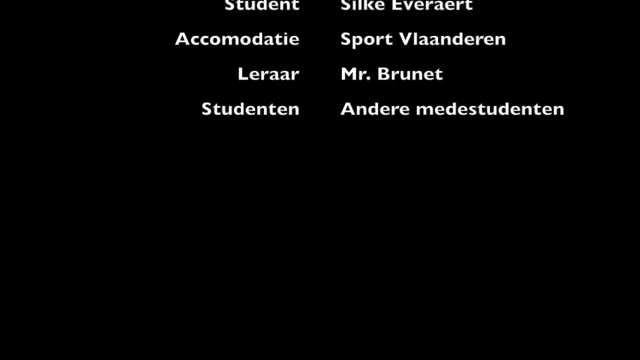 Student Silke Everaert
Accomodatie Sport Vlaanderen
Leraar Mr. Brunet
Studenten Andere medestudenten